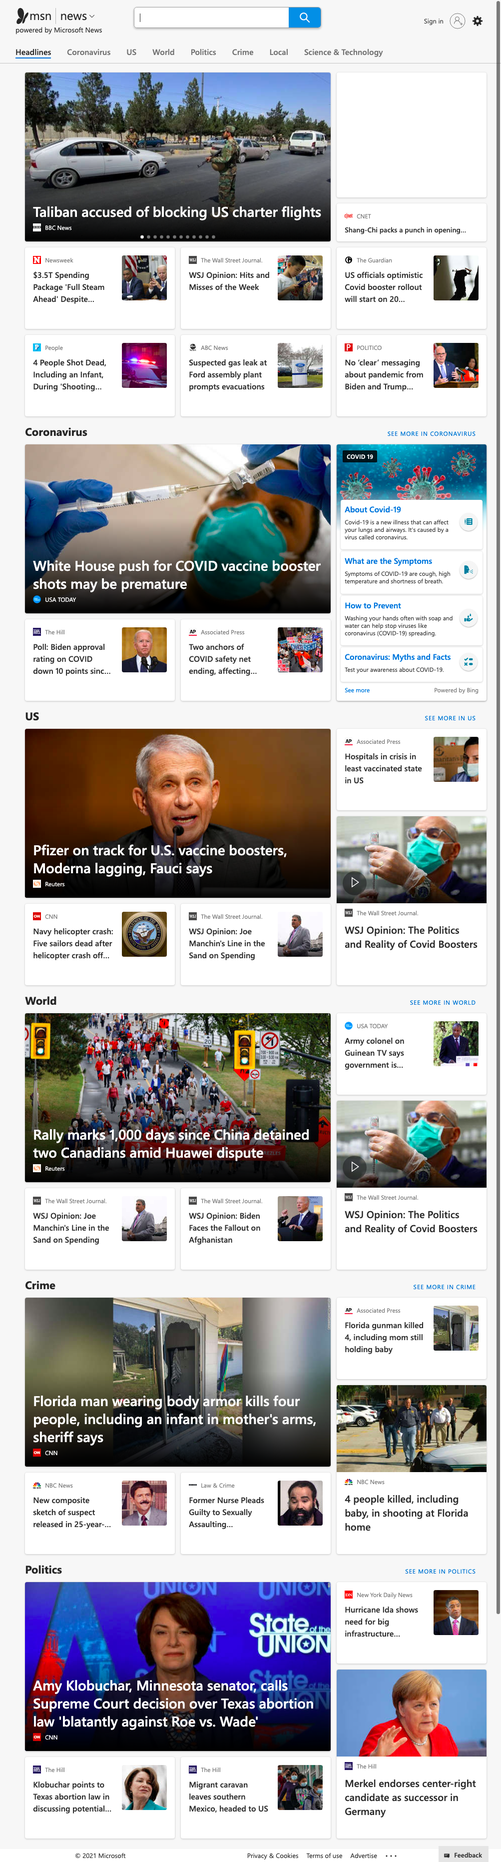 msn news
powered by Microsoft News
Sign in
Headlines Coronavirus US World Politics Crime Local Science & Technology
Taliban accused of blocking US charter flights
BBC News
CNET
Shang-Chi packs a punch in opening...
Newsweek
$3.5T Spending
Package 'Full Steam
Ahead' Despite...
The Wall Street Journal.
WSJ Opinion: Hits and
Misses of the Week
The Guardian
US officials optimistic
Covid booster rollout
will start on 20...
People
4 People Shot Dead,
Including an Infant,
During 'Shooting...
ABC News
Suspected gas leak at
Ford assembly plant
prompts evacuations
POLITICO
No 'clear' messaging
about pandemic from
Biden and Trump...
Coronavirus
SEE MORE IN CORONAVIRUS
White House push for COVID vaccine booster
shots may be premature
USA TODAY
COVID 19
About Covid-19
Covid-19 is a new illness that can affect
your lungs and airways. It's caused by a
virus called coronavirus.
What are the Symptoms
Symptoms of COVID-19 are cough, high
temperature and shortness of breath.
How to Prevent
Washing your hands often with soap and
water can help stop viruses like
coronavirus (COVID-19) spreading.
Coronavirus: Myths and Facts
Test your awareness about COVID-19.
See more
Powered by Bing
The Hill
Poll: Biden approval
rating on COVID
down 10 points sinc...
Associated Press
Two anchors of
COVID safety net
ending, affecting...
US
SEE MORE IN US
Pfizer on track for U.S. vaccine boosters,
Moderna lagging, Fauci says
Reuters
Associated Press
Hospitals in crisis in
least vaccinated state
in US
The Wall Street Journal.
WSJ Opinion: The Politics
and Reality of Covid Boosters
CNN
Navy helicopter crash:
Five sailors dead after
helicopter crash off...
The Wall Street Journal.
WSJ Opinion: Joe
Manchin's Line in the
Sand on Spending
World
SEE MORE IN WORLD
Rally marks 1,000 days since China detained
two Canadians amid Huawei dispute
Reuters
USA TODAY
Army colonel on
Guinean TV says
government is...
The Wall Street Journal.
WSJ Opinion: The Politics
and Reality of Covid Boosters
The Wall Street Journal.
WSJ Opinion: Joe
Manchin's Line in the
Sand on Spending
The Wall Street Journal.
WSJ Opinion: Biden
Faces the Fallout on
Afghanistan
Crime
SEE MORE IN CRIME
Florida man wearing body armor kills four
people, including an infant in mother's arms,
sheriff says
CNN
Associated Press
Florida gunman killed
4, including mom still
holding baby
NBC News
4 people killed, including
baby, in shooting at Florida
home
NBC News
New composite
sketch of suspect
released in 25-year-...
Law & Crime
Former Nurse Pleads
Guilty to Sexually
Assaulting...
Politics
SEE MORE IN POLITICS
UNION
State of the
UNION
Amy Klobuchar, Minnesota senator, calls
Supreme Court decision over Texas abortion
law 'blatantly against Roe vs. Wade'
CNN
New York Daily News
Hurricane Ida shows
need for big
infrastructure...
The Hill
Merkel endorses center-right
candidate as successor in
Germany
The Hill
Klobuchar points to
Texas abortion law in
discussing potential...
The Hill
Migrant caravan
leaves southern
Mexico, headed to US
© 2021 Microsoft
Privacy & Cookies Terms of use Advertise ...
Feedback